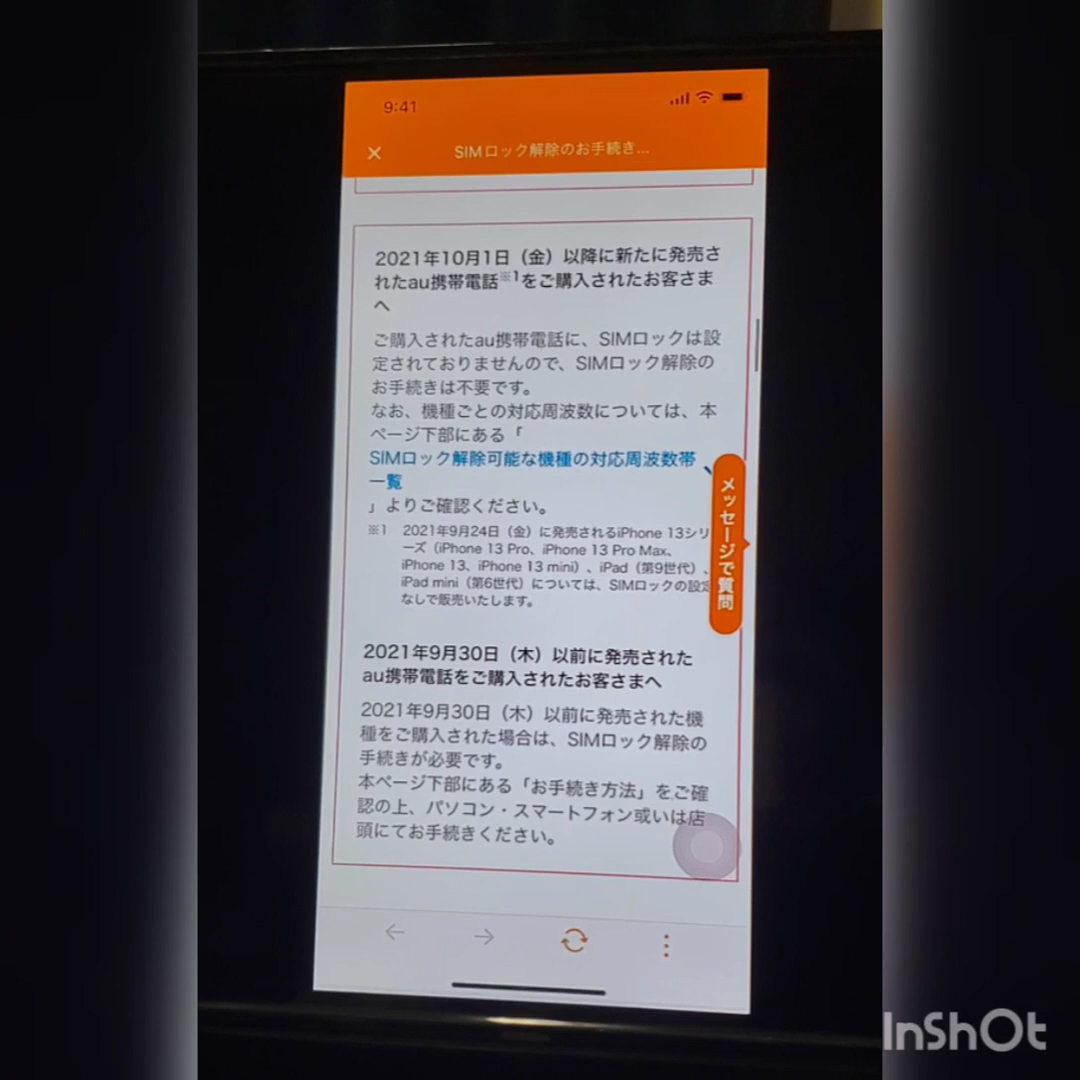 9:41
SIMロック解除のお手続き...
2021年10月1日（金）以降に新たに発売さ
れたau携帯電話※1をご購入されたお客さま
へ
ご購入されたau携帯電話に、SIMロックは設
定されておりませんので、SIMロック解除の
お手続きは不要です。
なお、機種ごとの対応周波数については、本
ページ下部にある「
SIMロック解除可能な機種の対応周波数帯
一覧
」よりご確認ください。
※1 2021年9月24日（金）に発売されるiPhone 13シリ
ーズ（iPhone 13 Pro、iPhone 13 Pro Max、
iPhone 13、iPhone 13 mini）、iPad（第9世代）、
iPad mini（第6世代）については、SIMロックの設定
なしで販売いたします。
メッセージで質問
2021年9月30日（木）以前に発売された
au携帯電話をご購入されたお客さまへ
2021年9月30日（木）以前に発売された機
種をご購入された場合は、SIMロック解除の
手続きが必要です。
本ページ下部にある「お手続き方法」をご確
認の上、パソコン・スマートフォン或いは店
頭にてお手続きください。
InShOt